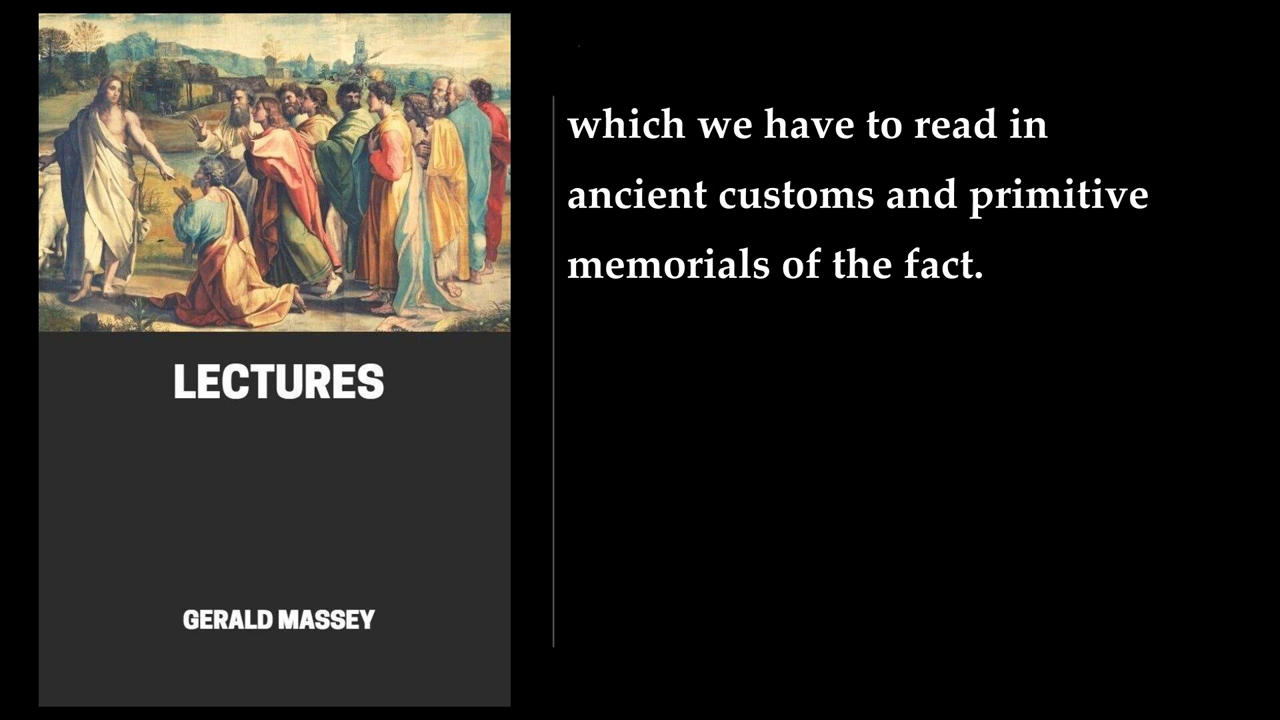 LECTURES
GERALD MASSEY
which we have to read in
ancient customs and primitive
memorials of the fact.